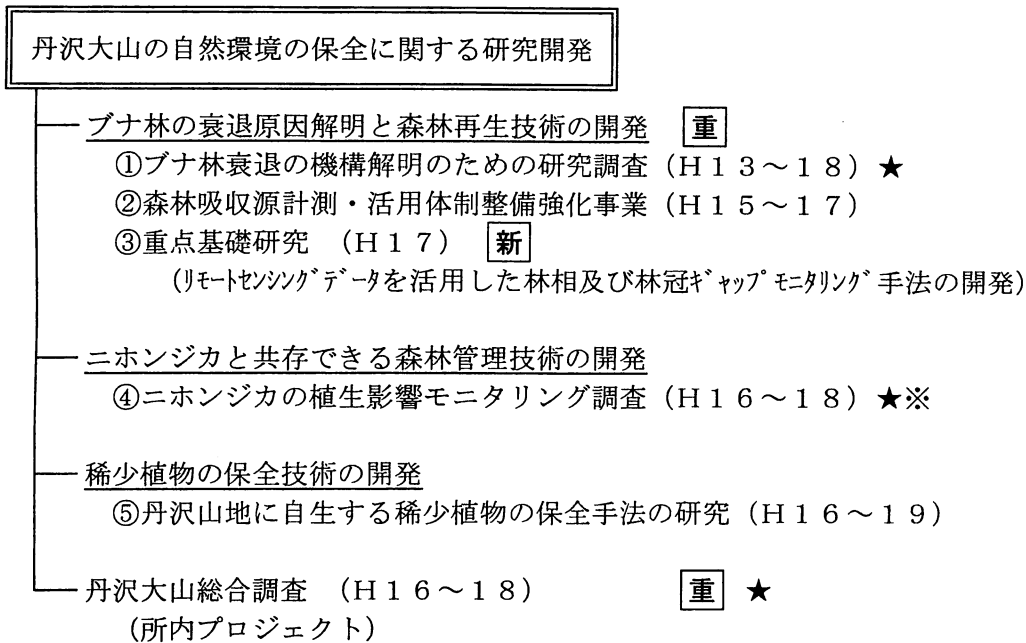 丹沢大山の自然環境の保全に関する研究開発
ブナ林の衰退原因解明と森林再生技術の開発 重
①ブナ林衰退の機構解明のための研究調査（Ｈ１３～１８）★
②森林吸収源計測・活用体制整備強化事業（Ｈ１５～１７）
③重点基礎研究　（Ｈ１７） 新
(ﾘﾓｰﾄｾﾝｼﾝｸﾞﾃﾞｰﾀを活用した林相及び林冠ｷﾞｬｯﾌﾟﾓﾆﾀﾘﾝｸﾞ手法の開発)
ニホンジカと共存できる森林管理技術の開発
④ニホンジカの植生影響モニタリング調査（Ｈ１６～１８）★※
稀少植物の保全技術の開発
⑤丹沢山地に自生する稀少植物の保全手法の研究（Ｈ１６～１９）
丹沢大山総合調査　（Ｈ１６～１８） 重 ★
(所内プロジェクト)